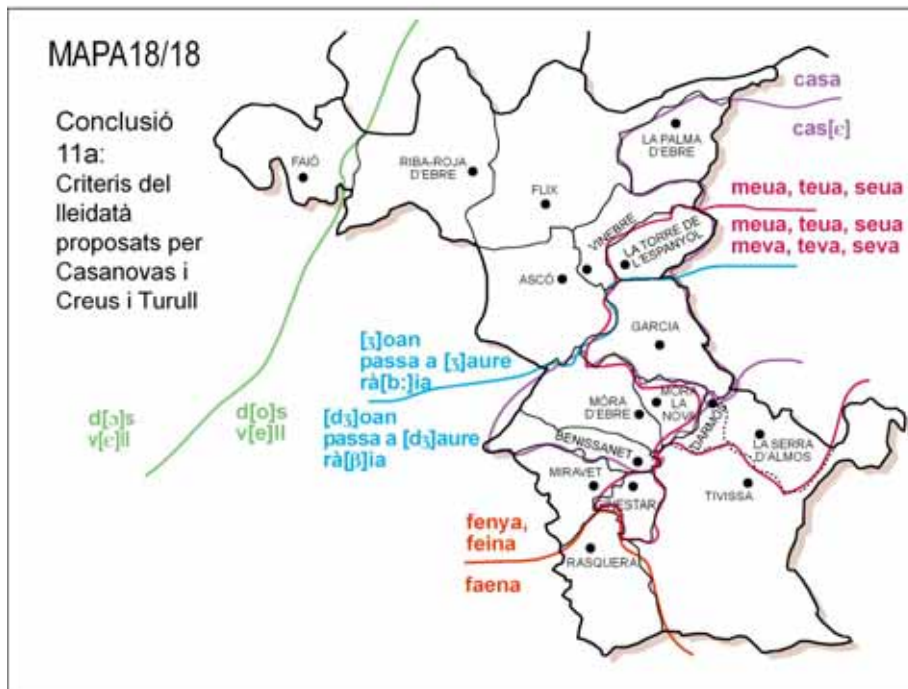 MAPA18/18
Conclusió
11a:
Criteris del
lleidatà
proposats per
Casanovas i
Creus i Turull
casa
cas[ɛ]
LA PALMA
D'EBRE
FAIÓ
RIBA-ROJA
D'EBRE
FLIX
meua, teua, seua
meua, teua, seua
meva, teva, seva
VINEBRE
LA TORRE DE
L'ESPANYOL
ASCÓ
GARCIA
[ʒ]oan
passa a [ʒ]aure
rà[b:]ia
[dʒ]oan
passa a [dʒ]aure
rà[β]ia
d[ɔ]s
v[ɛ]ll
d[o]s
v[e]ll
MÓRA
D'EBRE
MÓRA
LA
NOVA
DARMÓS
LA SERRA
D'ALMOS
BENISSANET
MIRAVET
GINESTAR
TIVISSA
fenya,
feina
faena
RASQUERA